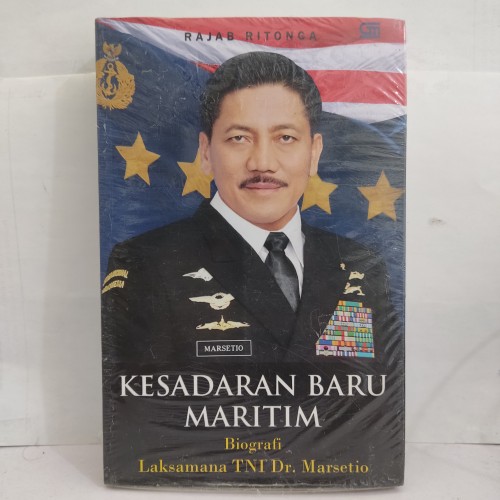 RAJAB RITONGA
MARSETIO
KESADARAN BARU
MARITIM
Biografi
Laksamana TNI Dr. Marsetio